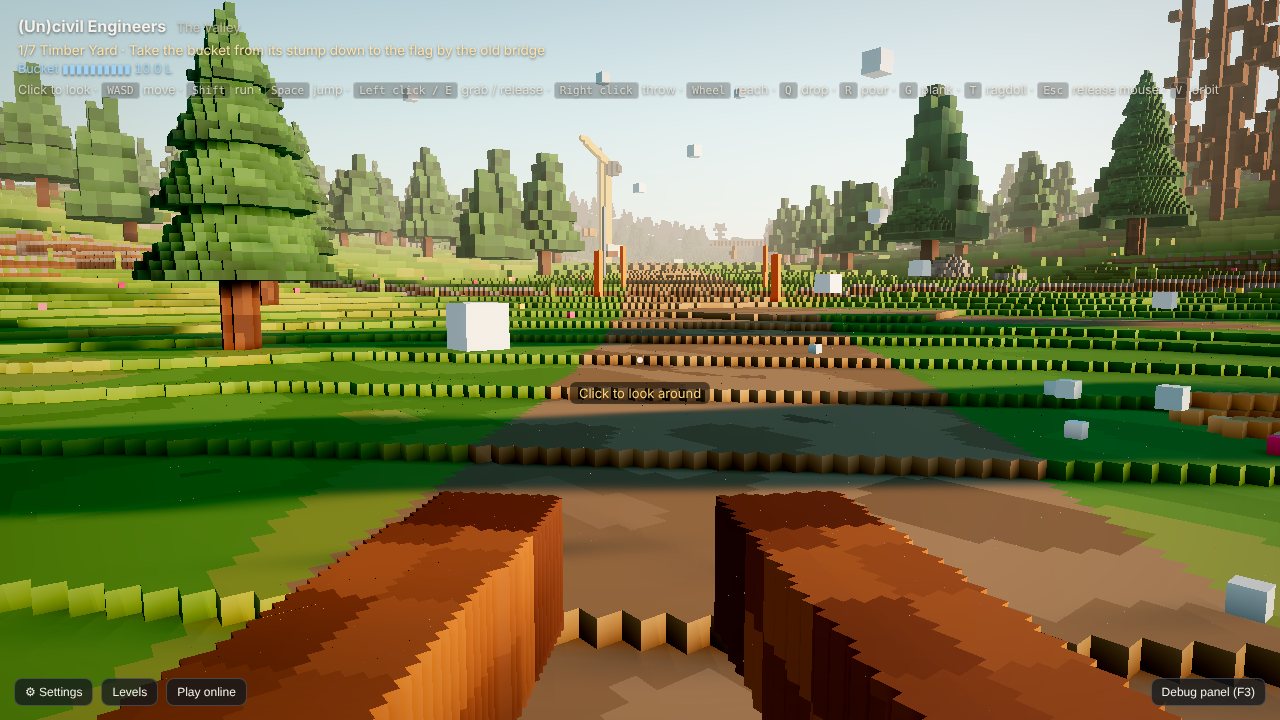 (Un)civil Engineers The Valley
1/7 Timber Yard · Take the bucket from its stump down to the flag by the old bridge
Bucket 10.0 L
Click to look · WASD move · Shift run · Space jump · Left click / E grab / release · Right click throw · Wheel reach · Q drop · R pour · G plank · T ragdoll · Esc release mouse · V orbit
Click to look around
⚙ Settings Levels Play online Debug panel (F3)